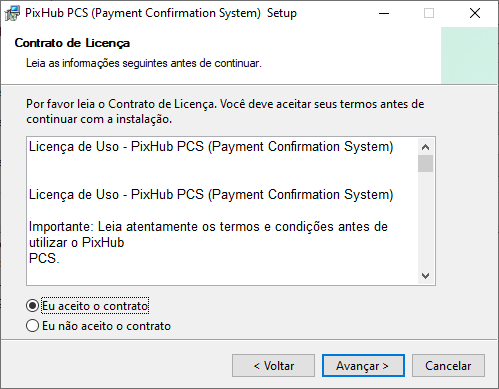 PixHub PCS (Payment Confirmation System) Setup
Contrato de Licença
Leia as informações seguintes antes de continuar.
Por favor leia o Contrato de Licença. Você deve aceitar seus termos antes de
continuar com a instalação.
Licença de Uso - PixHub PCS (Payment Confirmation System)
Licença de Uso - PixHub PCS (Payment Confirmation System)
Importante: Leia atentamente os termos e condições antes de
utilizar o PixHub
PCS.
Eu aceito o contrato
Eu não aceito o contrato
< Voltar
Avançar >
Cancelar